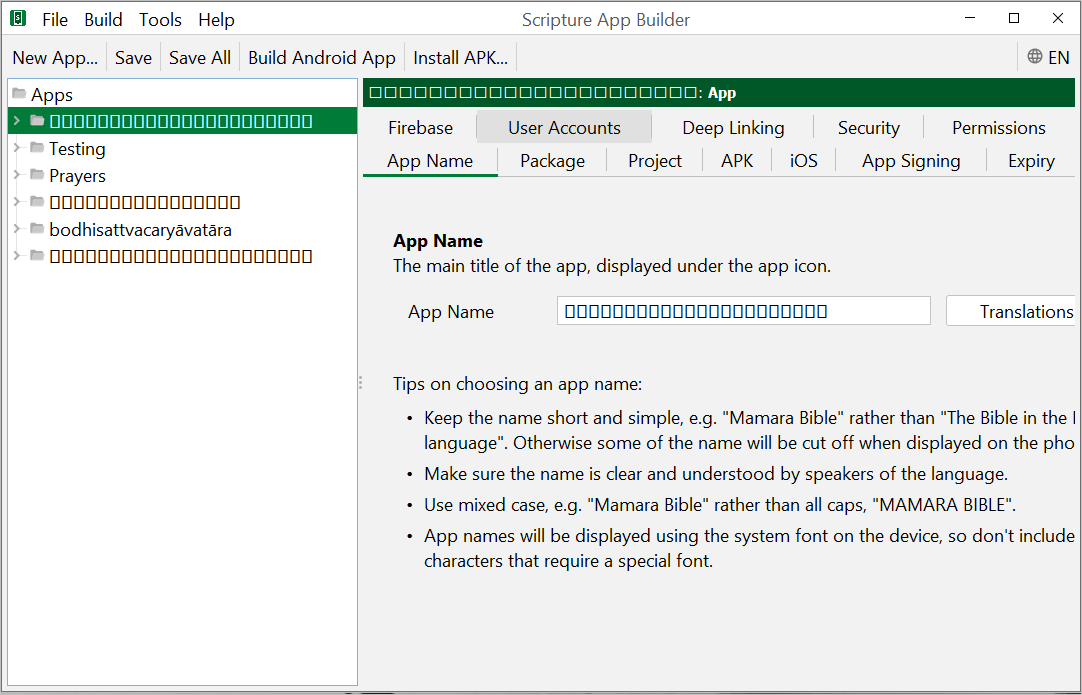 File Build Tools Help Scripture App Builder
New App... Save Save All Build Android App Install APK... EN
Apps
Testing
Prayers
bodhisattvacaryāvatāra
: App
Firebase User Accounts Deep Linking Security Permissions
App Name Package Project APK iOS App Signing Expiry
App Name
The main title of the app, displayed under the app icon.
App Name Translations
Tips on choosing an app name:
• Keep the name short and simple, e.g. "Mamara Bible" rather than "The Bible in the
language". Otherwise some of the name will be cut off when displayed on the pho
• Make sure the name is clear and understood by speakers of the language.
• Use mixed case, e.g. "Mamara Bible" rather than all caps, "MAMARA BIBLE".
• App names will be displayed using the system font on the device, so don't include
characters that require a special font.